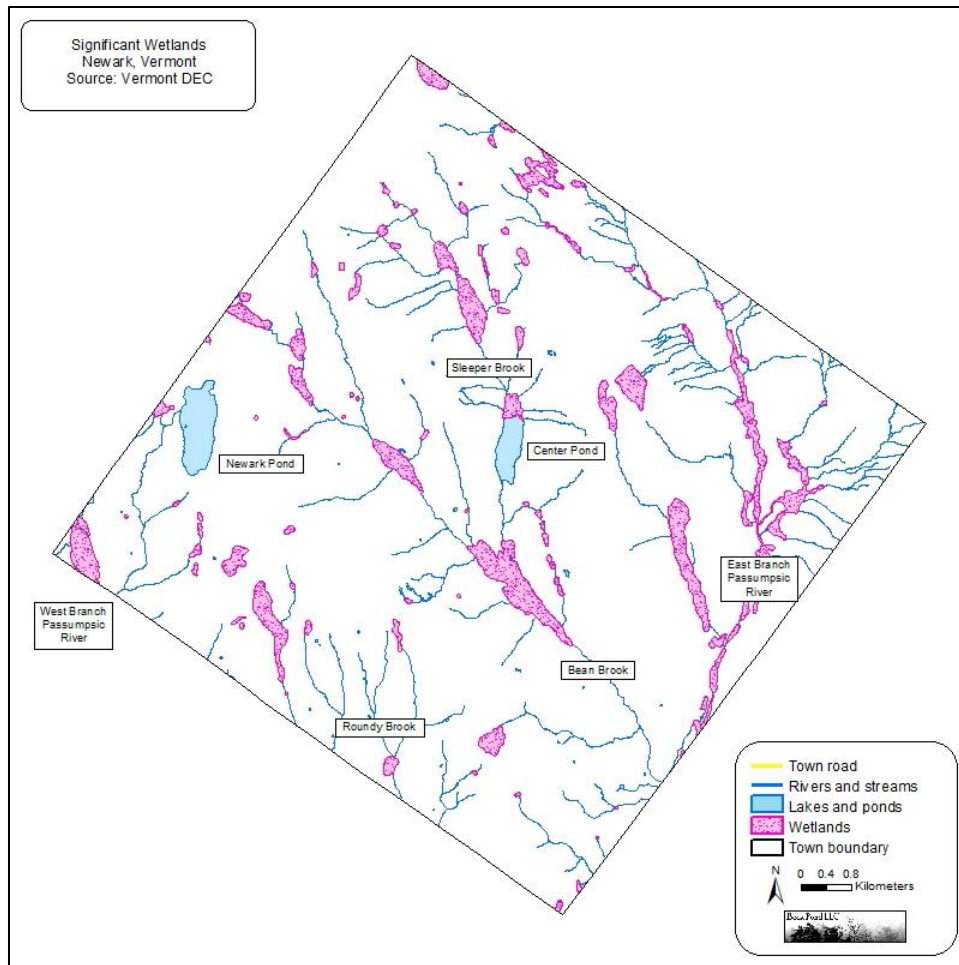 Significant Wetlands
Newark, Vermont
Source: Vermont DEC
Sleeper Brook
Newark Pond
Center Pond
East Branch
Passumpsic
River
West Branch
Passumpsic
River
Bean Brook
Roundy Brook
Town road
Rivers and streams
Lakes and ponds
Wetlands
Town boundary
N
0 0.4 0.8
Kilometers
Pond LLC